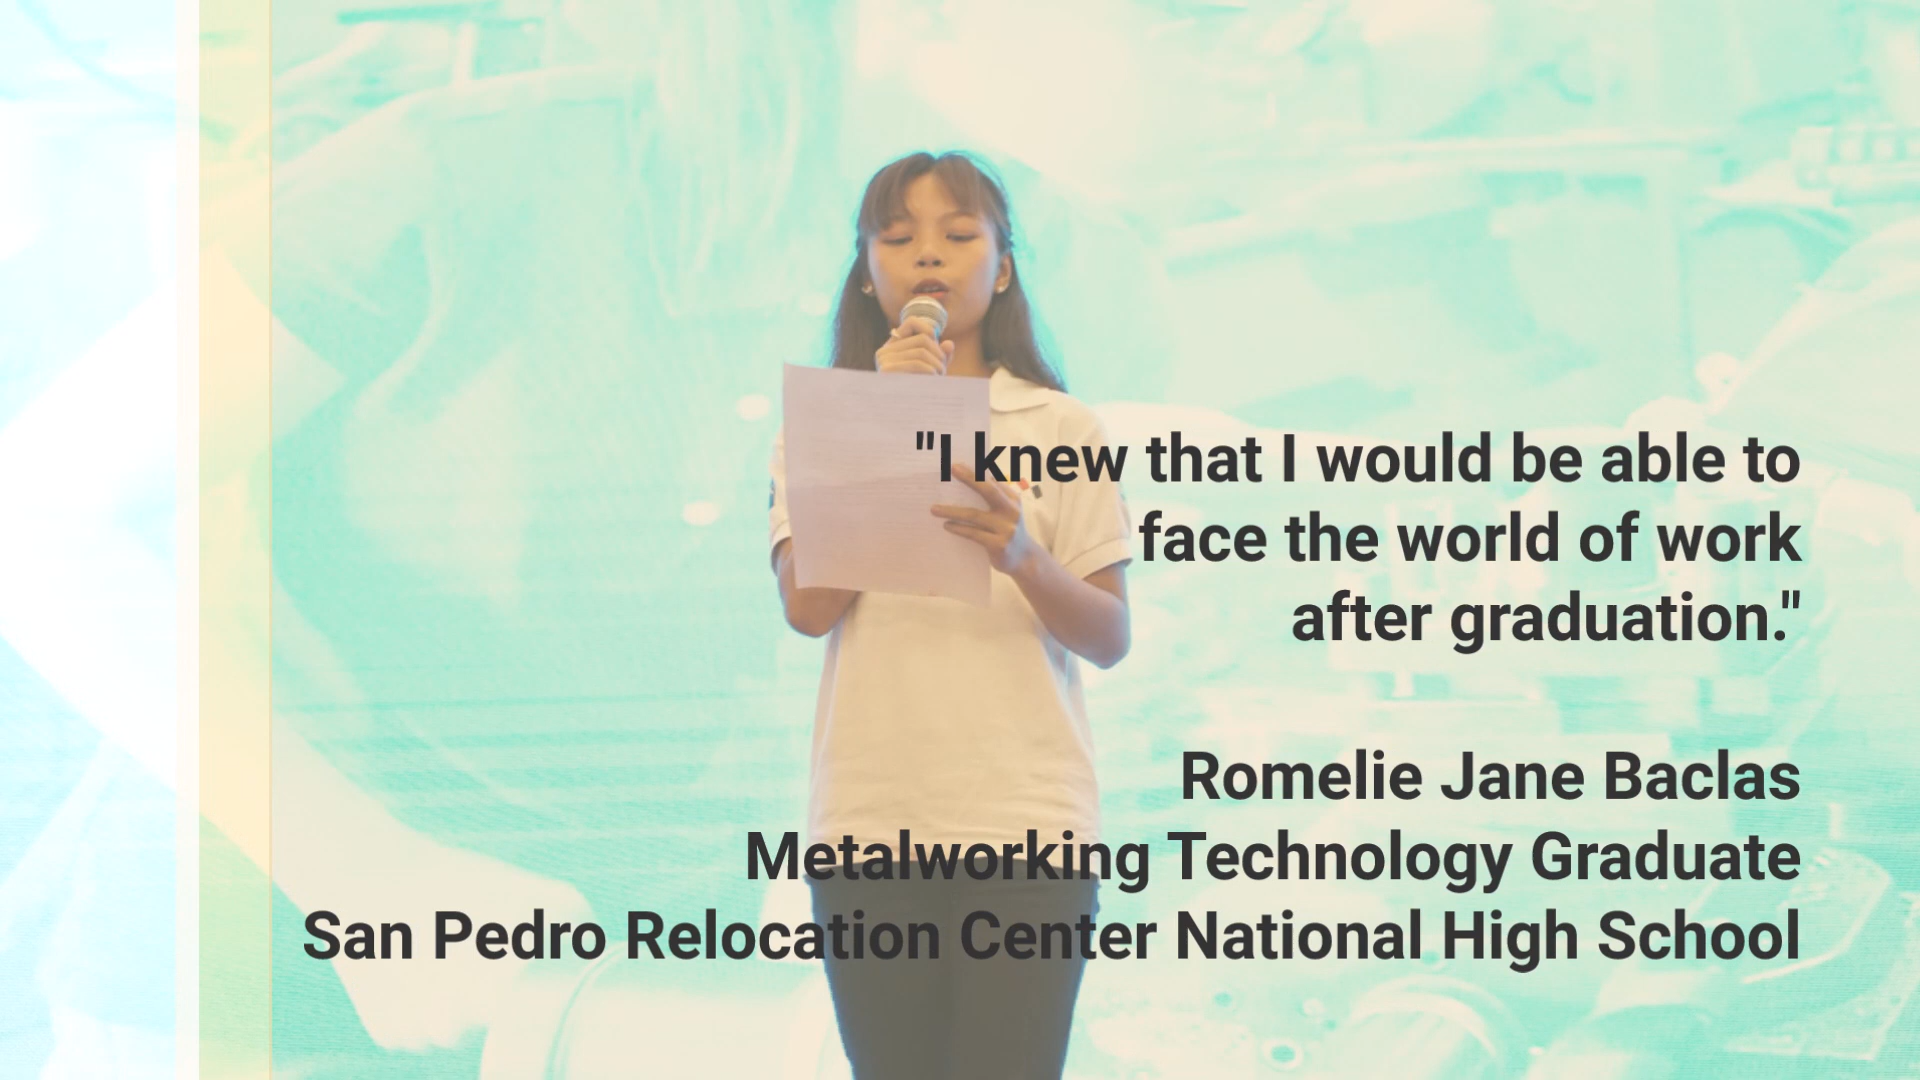 "I knew that I would be able to
face the world of work
after graduation."
Romelie Jane Baclas
Metalworking Technology Graduate
San Pedro Relocation Center National High School